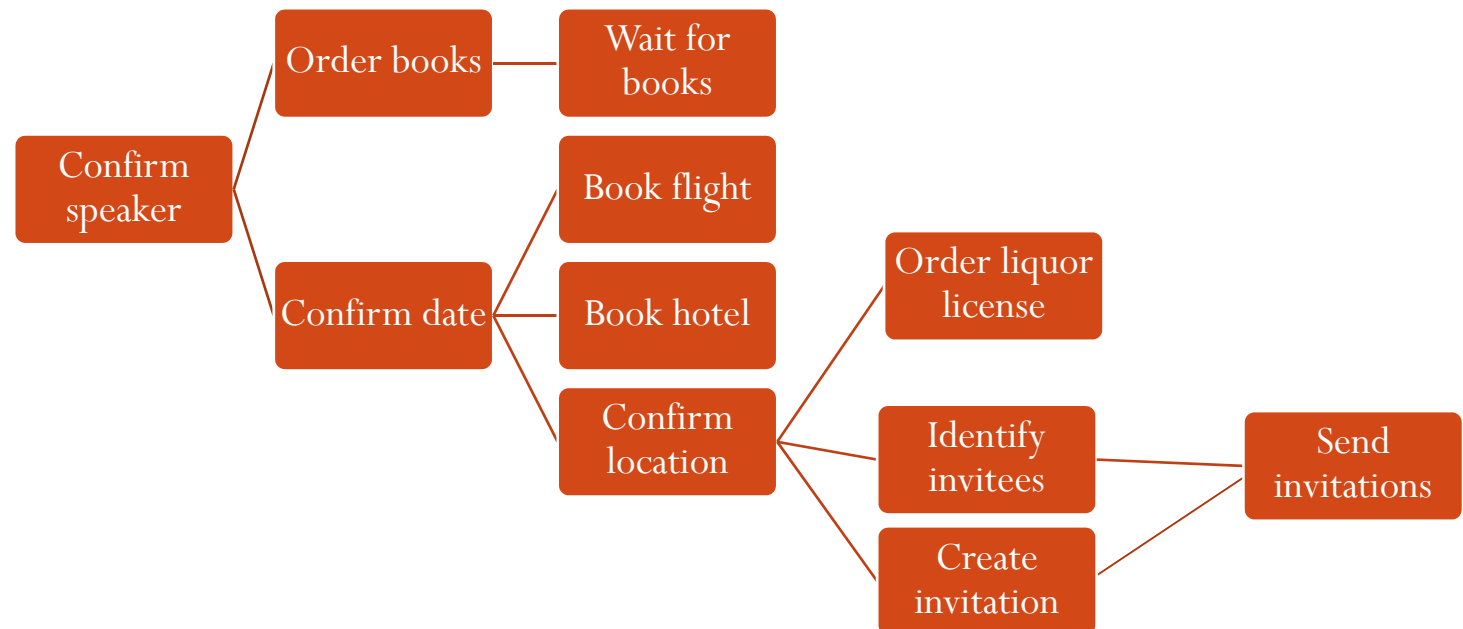 Confirm
speaker
Order books
Wait for
books
Confirm date
Book flight
Book hotel
Confirm
location
Order liquor
license
Identify
invitees
Create
invitation
Send
invitations